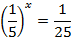 (1/5)^x = 1/25